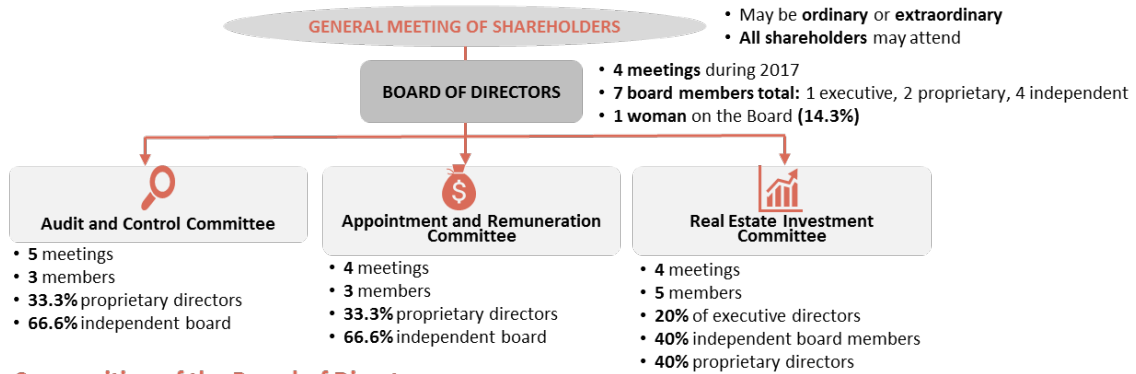 GENERAL MEETING OF SHAREHOLDERS
• May be ordinary or extraordinary
• All shareholders may attend
BOARD OF DIRECTORS
• 4 meetings during 2017
• 7 board members total: 1 executive, 2 proprietary, 4 independent
• 1 woman on the Board (14.3%)
Audit and Control Committee
• 5 meetings
• 3 members
• 33.3% proprietary directors
• 66.6% independent board
$
Appointment and Remuneration
Committee
• 4 meetings
• 3 members
• 33.3% proprietary directors
• 66.6% independent board
Real Estate Investment
Committee
• 4 meetings
• 5 members
• 20% of executive directors
• 40% independent board members
• 40% proprietary directors